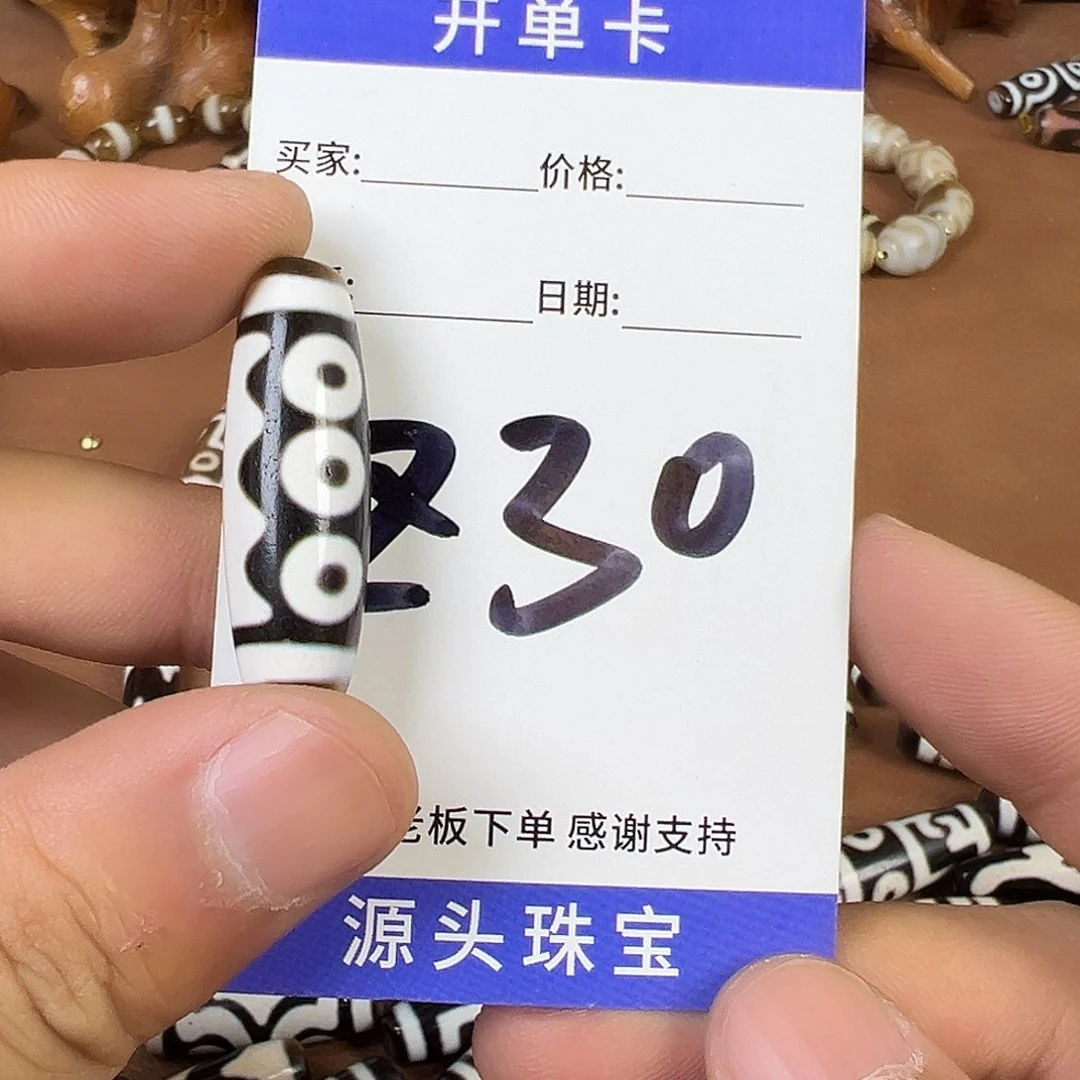 开单卡
买家: 价格:
: 日期:
30
老板下单 感谢支持
源头珠宝